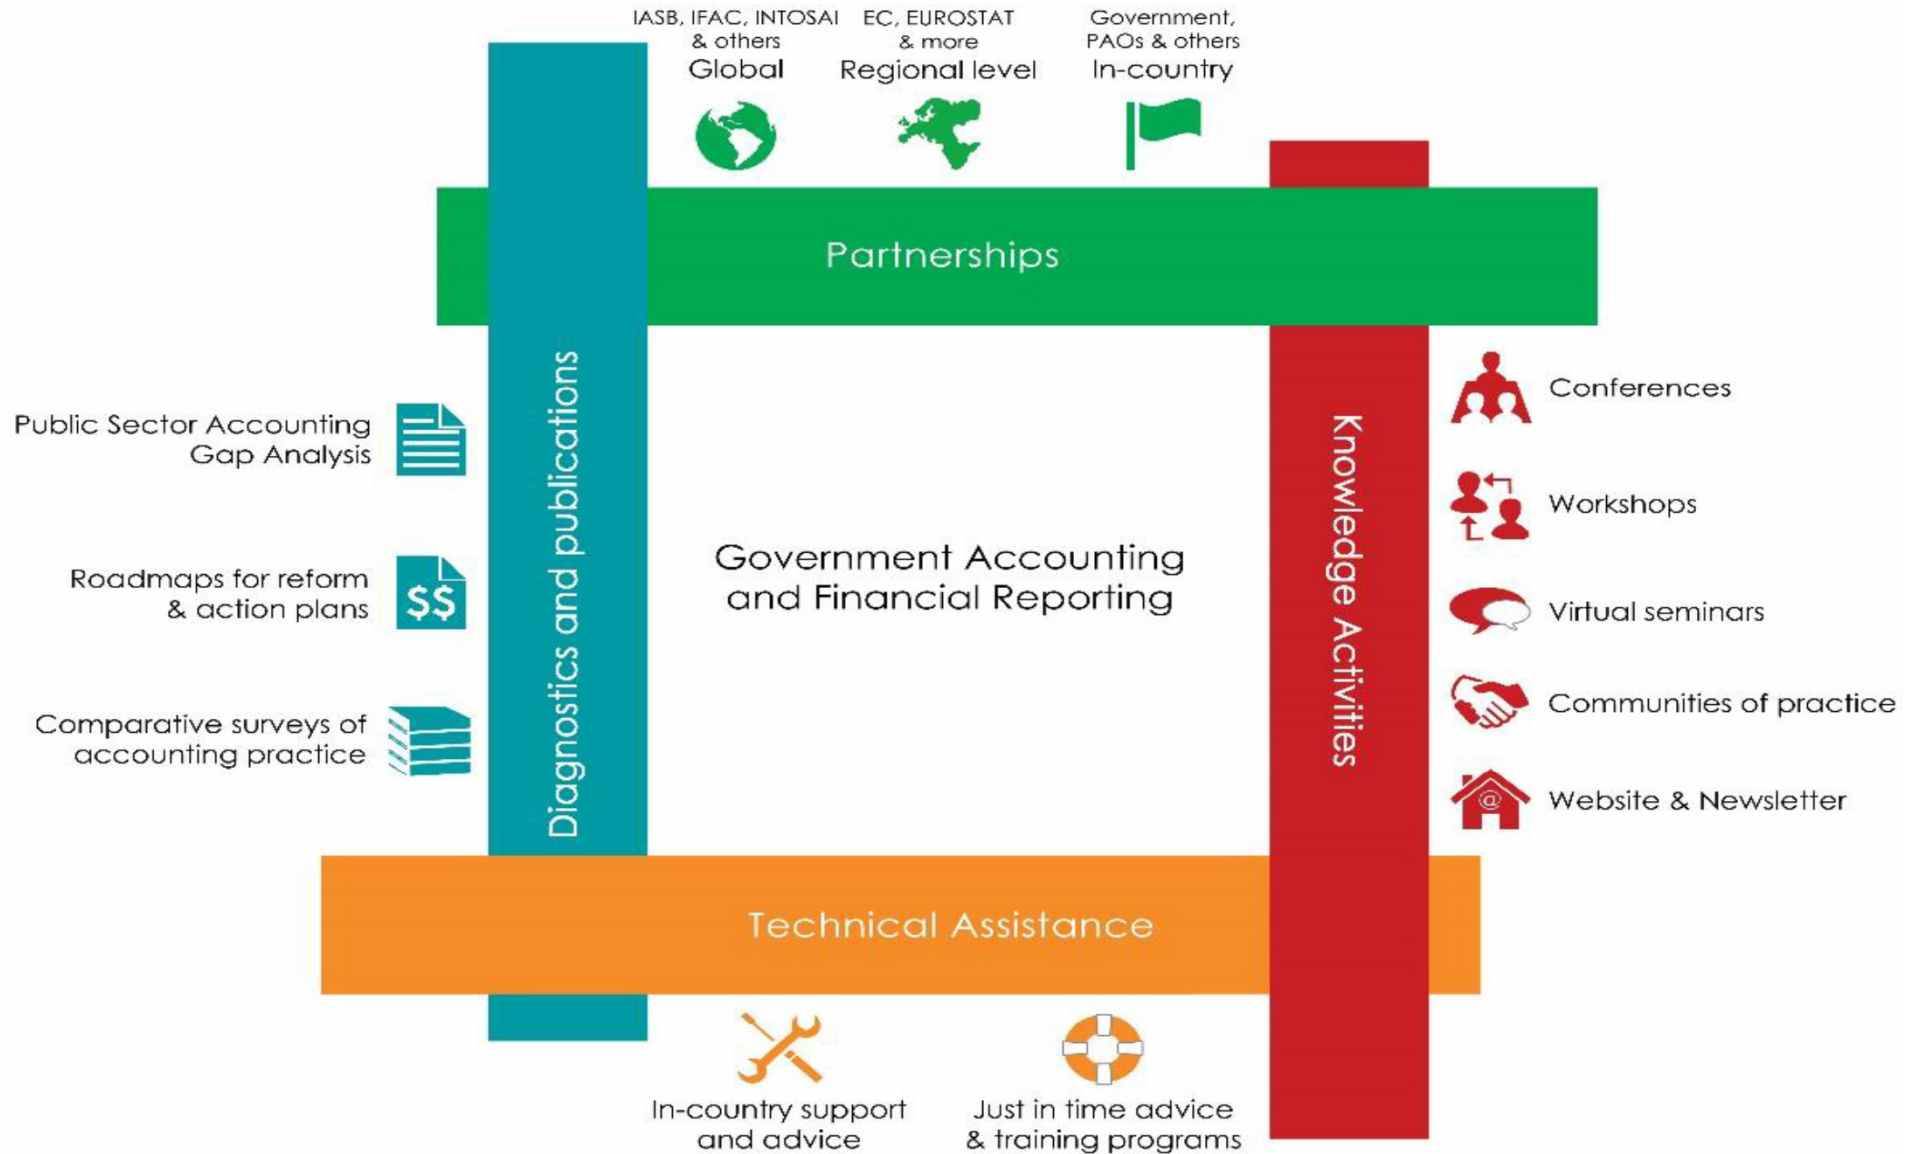 IASB, IFAC, INTOSAI
& others
Global
EC, EUROSTAT
& more
Regional level
Government,
PAOs & others
In-country
Partnerships
Public Sector Accounting
Gap Analysis
Roadmaps for reform
& action plans
$$
Comparative surveys of
accounting practice
Diagnostics and publications
Government Accounting
and Financial Reporting
Knowledge Activities
Conferences
Workshops
Virtual seminars
Communities of practice
@
Website & Newsletter
Technical Assistance
In-country support
and advice
Just in time advice
& training programs